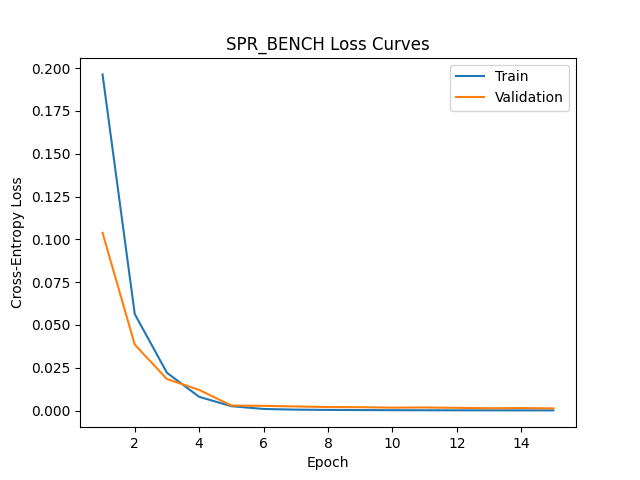 SPR_BENCH Loss Curves
Train
Validation
Cross-Entropy Loss
0.200
0.175
0.150
0.125
0.100
0.075
0.050
0.025
0.000
2 4 6 8 10 12 14
Epoch